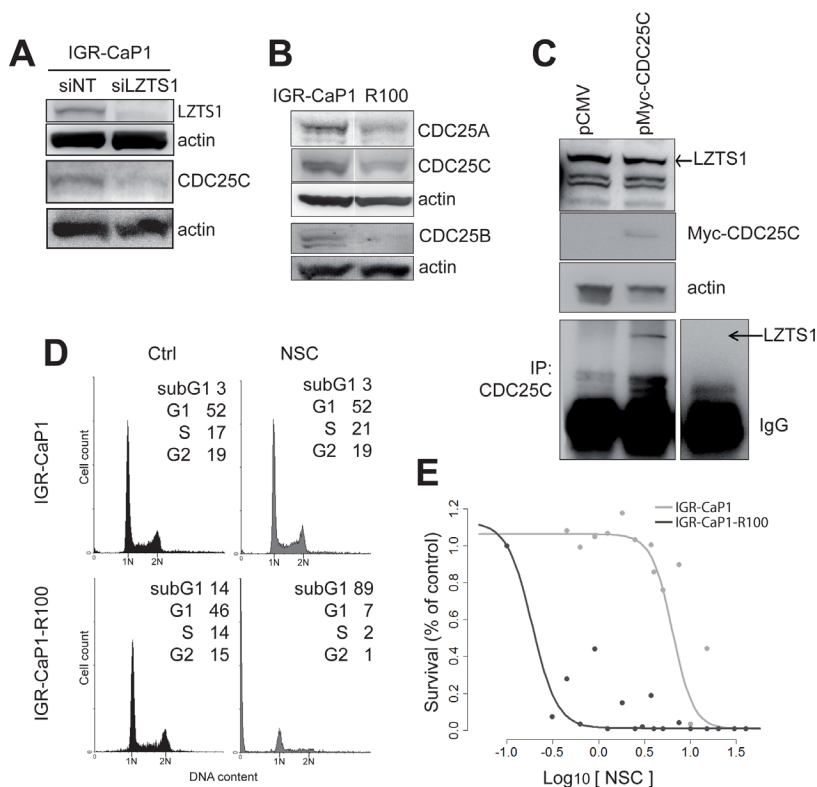 A
IGR-CaP1
siNT siLZTS1
LZTS1
actin
CDC25C
actin
B
IGR-CaP1 R100
CDC25A
CDC25C
actin
CDC25B
actin
C
pCMV
pMyc-CDC25C
LZTS1
Myc-CDC25C
actin
IP:
CDC25C
LZTS1
IgG
D
Ctrl NSC
IGR-CaP1
Cell count
subG1 3
G1 52
S 17
G2 19
0 1N 2N
subG1 3
G1 52
S 21
G2 19
0 1N 2N
IGR-CaP1-R100
Cell count
subG1 14
G1 46
S 14
G2 15
0 1N 2N
subG1 89
G1 7
S 2
G2 1
0 1N 2N
DNA content
E
IGR-CaP1
IGR-CaP1-R100
Survival (% of control)
1.2
1.0
0.8
0.6
0.4
0.2
0.0
-1.0 -0.5 0.0 0.5 1.0 1.5
Log10 [ NSC ]